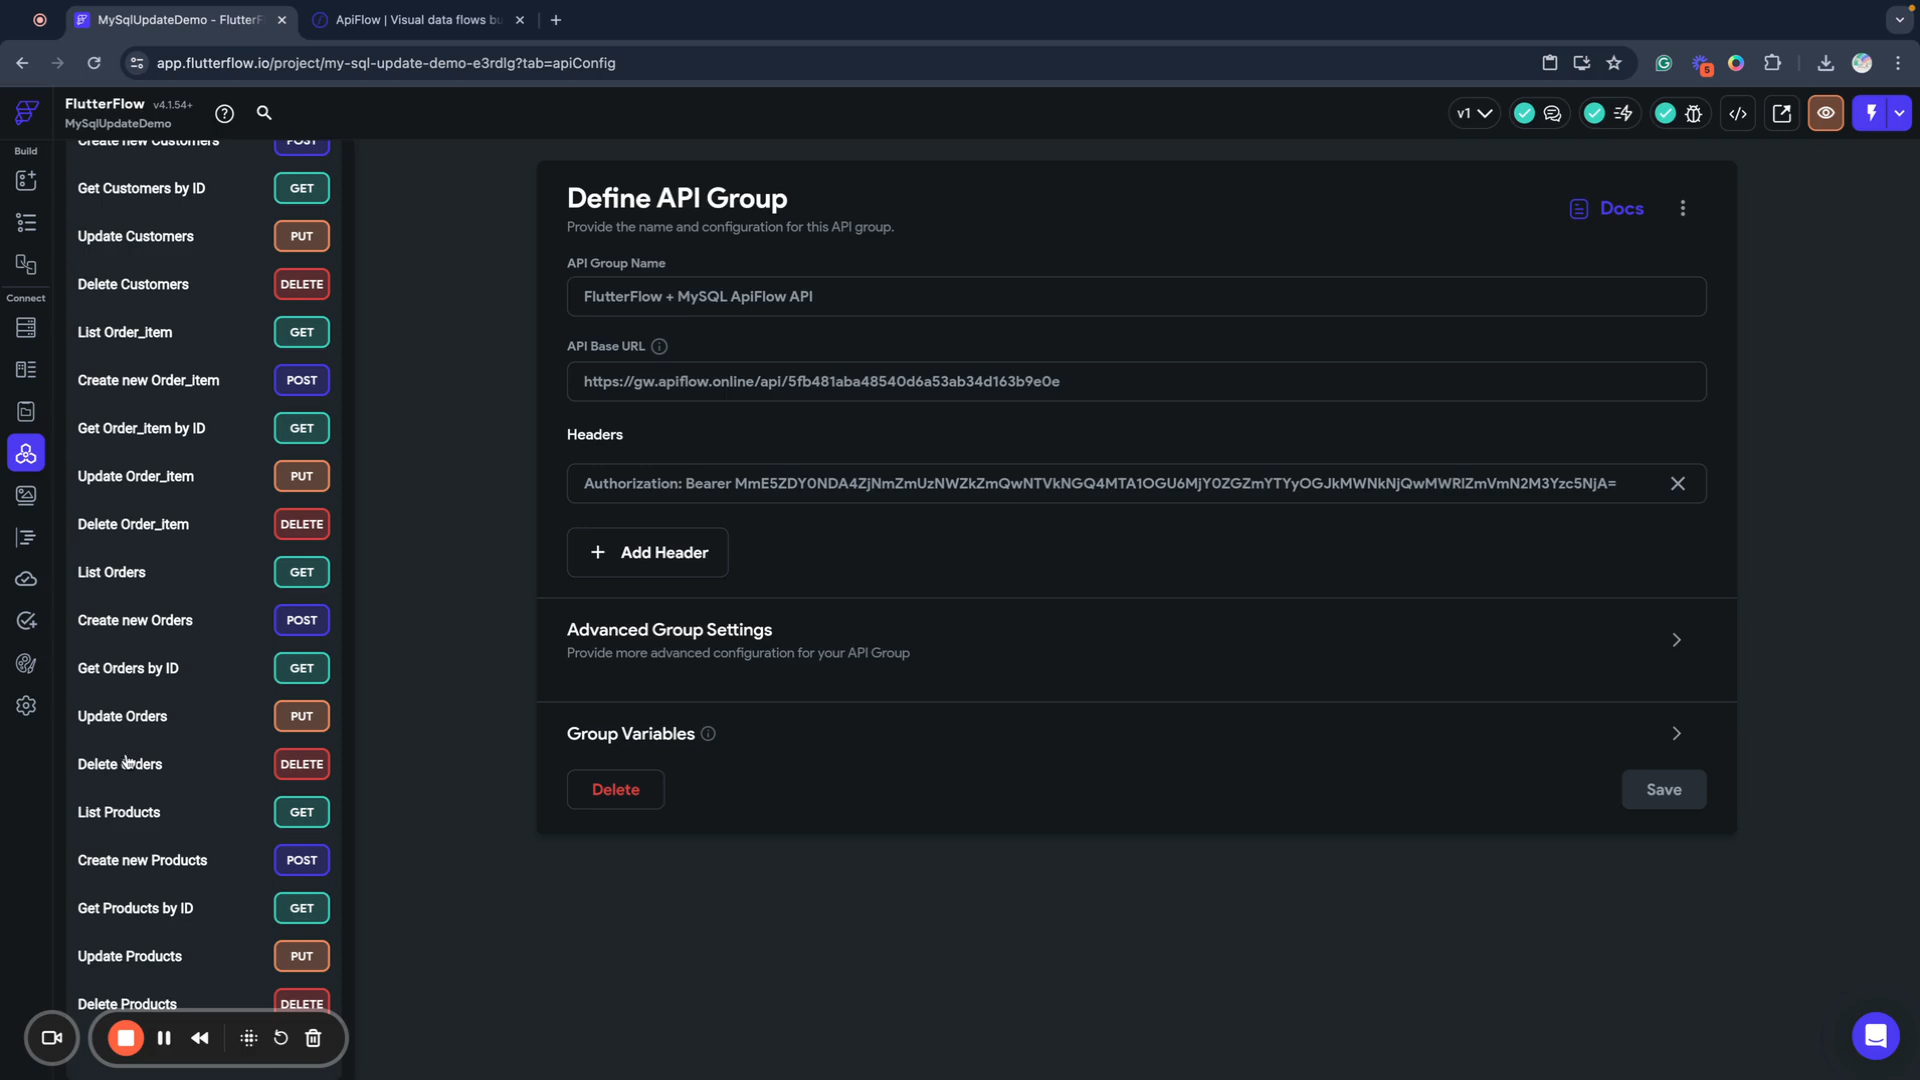 MySqlUpdateDemo - FlutterF
ApiFlow | Visual data flows bu
app.flutterflow.io/project/my-sql-update-demo-e3rdlg?tab=apiConfig
5
FlutterFlow v4.1.54+
MySqlUpdateDemo
v1
Build
Connect
Create new Customers POST
Get Customers by ID GET
Update Customers PUT
Delete Customers DELETE
List Order_item GET
Create new Order_item POST
Get Order_item by ID GET
Update Order_item PUT
Delete Order_item DELETE
List Orders GET
Create new Orders POST
Get Orders by ID GET
Update Orders PUT
Delete Orders DELETE
List Products GET
Create new Products POST
Get Products by ID GET
Update Products PUT
Delete Products DELETE
Define API Group
Docs
Provide the name and configuration for this API group.
API Group Name
FlutterFlow + MySQL ApiFlow API
API Base URL
https://gw.apiflow.online/api/5fb481aba48540d6a53ab34d163b9e0e
Headers
Authorization: Bearer MmE5ZDY0NDA4ZjNmZmUzNWZkZmQwNTVkNGQ4MTA1OGU6MjY0ZGZmYTYyOGJkMWNkNjQwMWRlZmVmN2M3Yzc5NjA=
Add Header
Advanced Group Settings
Provide more advanced configuration for your API Group
Group Variables
Delete
Save